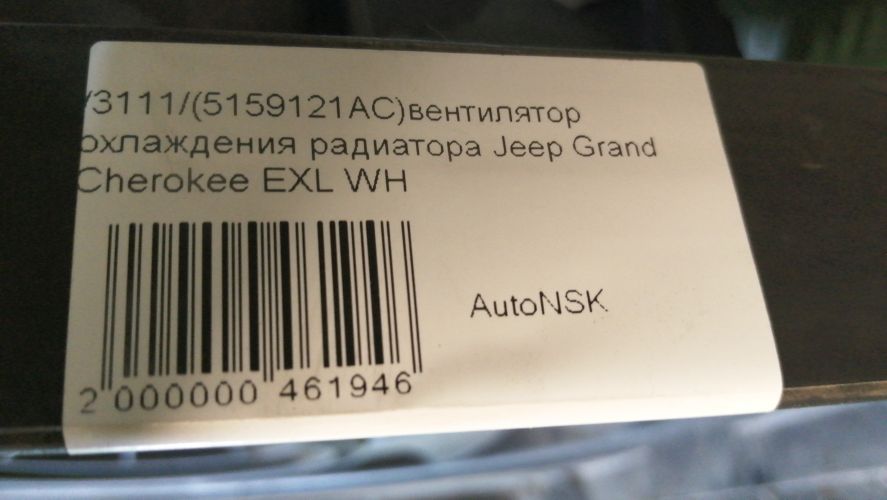 /3111/(5159121AC)вентилятор
охлаждения радиатора Jeep Grand
Cherokee EXL WH
AutoNSK
2 000000 461946